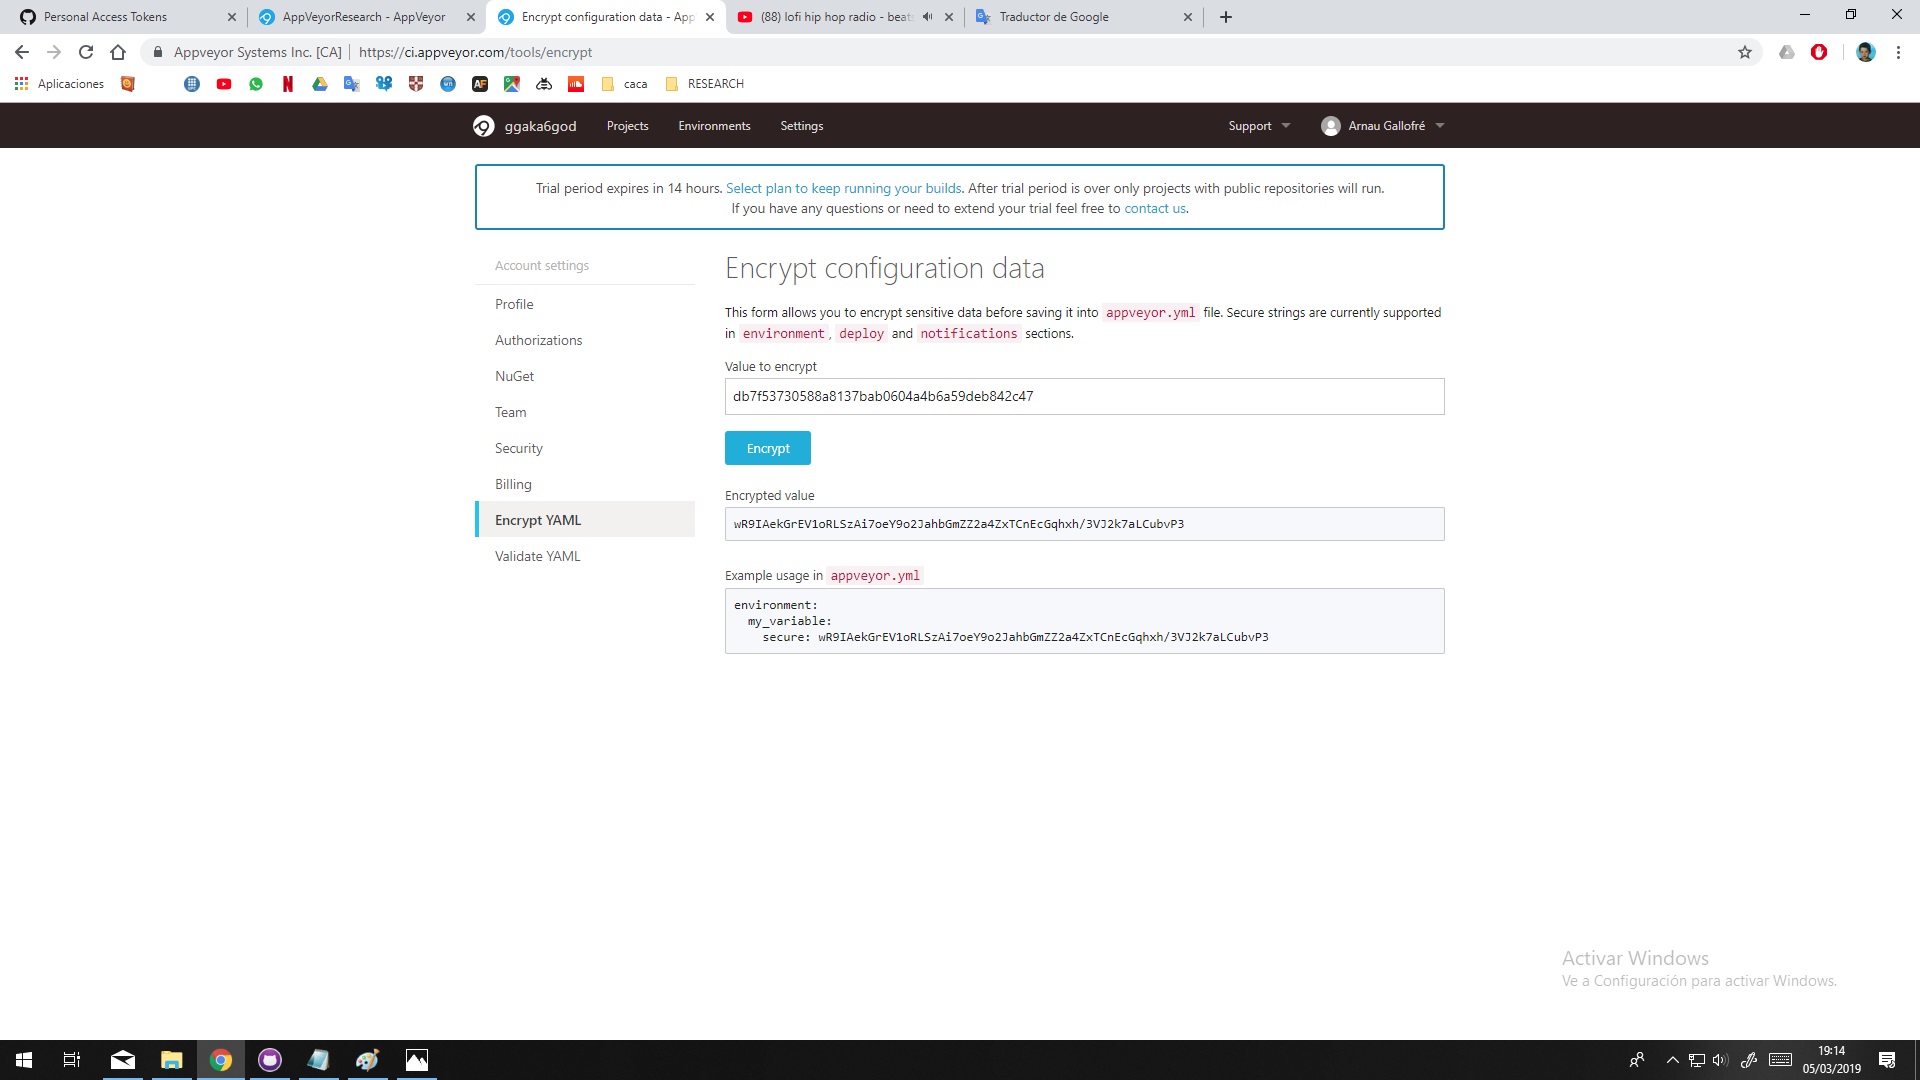 Personal Access Tokens
AppVeyorResearch - AppVeyor
Encrypt configuration data - App
(88) lofi hip hop radio - beat
Traductor de Google
Appveyor Systems Inc. [CA]
https://ci.appveyor.com/tools/encrypt
Aplicaciones
caca
RESEARCH
ggaka6god
Projects
Environments
Settings
Support
Arnau Gallofré
Trial period expires in 14 hours. Select plan to keep running your builds. After trial period is over only projects with public repositories will run.
If you have any questions or need to extend your trial feel free to contact us.
Account settings
Profile
Authorizations
NuGet
Team
Security
Billing
Encrypt YAML
Validate YAML
Encrypt configuration data
This form allows you to encrypt sensitive data before saving it into appveyor.yml file. Secure strings are currently supported
in environment, deploy and notifications sections.
Value to encrypt
db7f53730588a8137bab0604a4b6a59deb842c47
Encrypt
Encrypted value
wR9IAekGrEV1oRLSzAi7oeY9o2JahbGmZZ2a4ZxTCnEcGqhxh/3VJ2k7aLCubvP3
Example usage in appveyor.yml
environment:
my_variable:
secure: wR9IAekGrEV1oRLSzAi7oeY9o2JahbGmZZ2a4ZxTCnEcGqhxh/3VJ2k7aLCubvP3
Activar Windows
Ve a Configuración para activar Windows.
19:14
05/03/2019